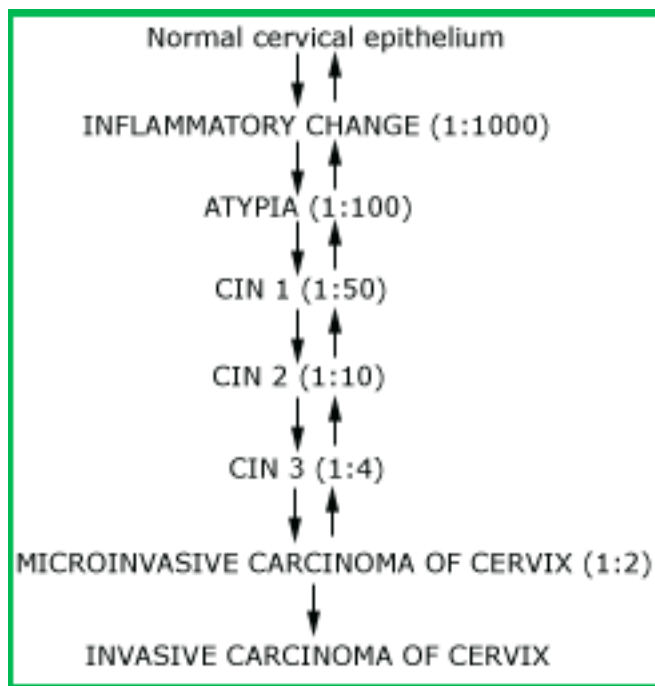 Normal cervical epithelium
INFLAMMATORY CHANGE (1:1000)
ATYPIA (1:100)
CIN 1 (1:50)
CIN 2 (1:10)
CIN 3 (1:4)
MICROINVASIVE CARCINOMA OF CERVIX (1:2)
INVASIVE CARCINOMA OF CERVIX